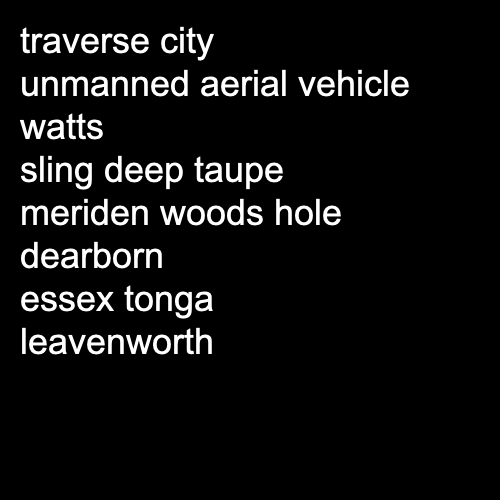 traverse city
unmanned aerial vehicle
watts
sling deep taupe
meriden woods hole
dearborn
essex tonga
leavenworth